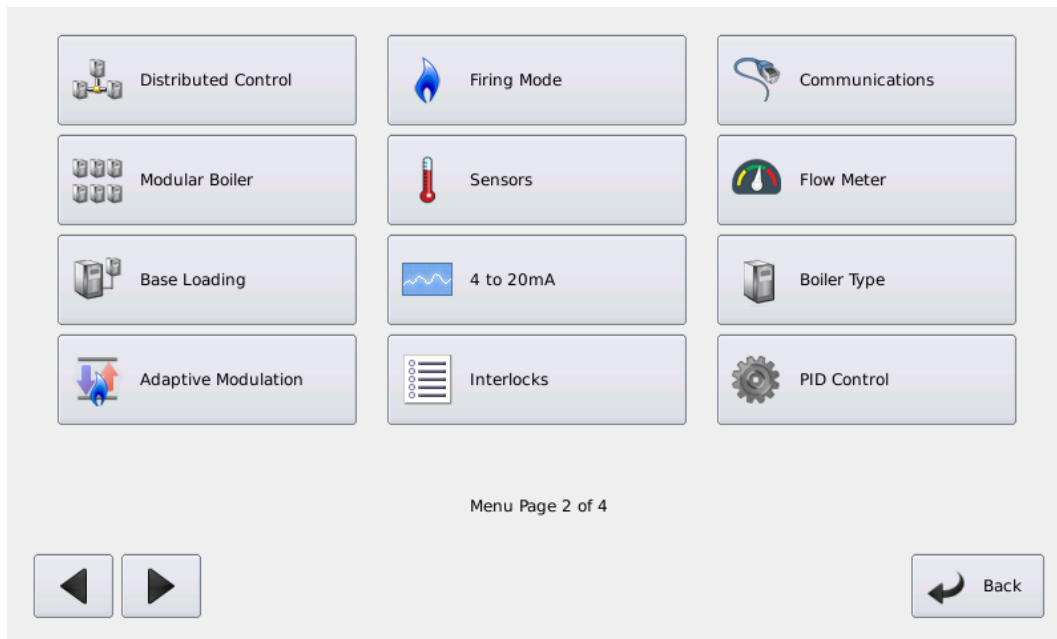 Distributed Control
Firing Mode
Communications
Modular Boiler
Sensors
Flow Meter
Base Loading
4 to 20mA
Boiler Type
Adaptive Modulation
Interlocks
PID Control
Menu Page 2 of 4
Back